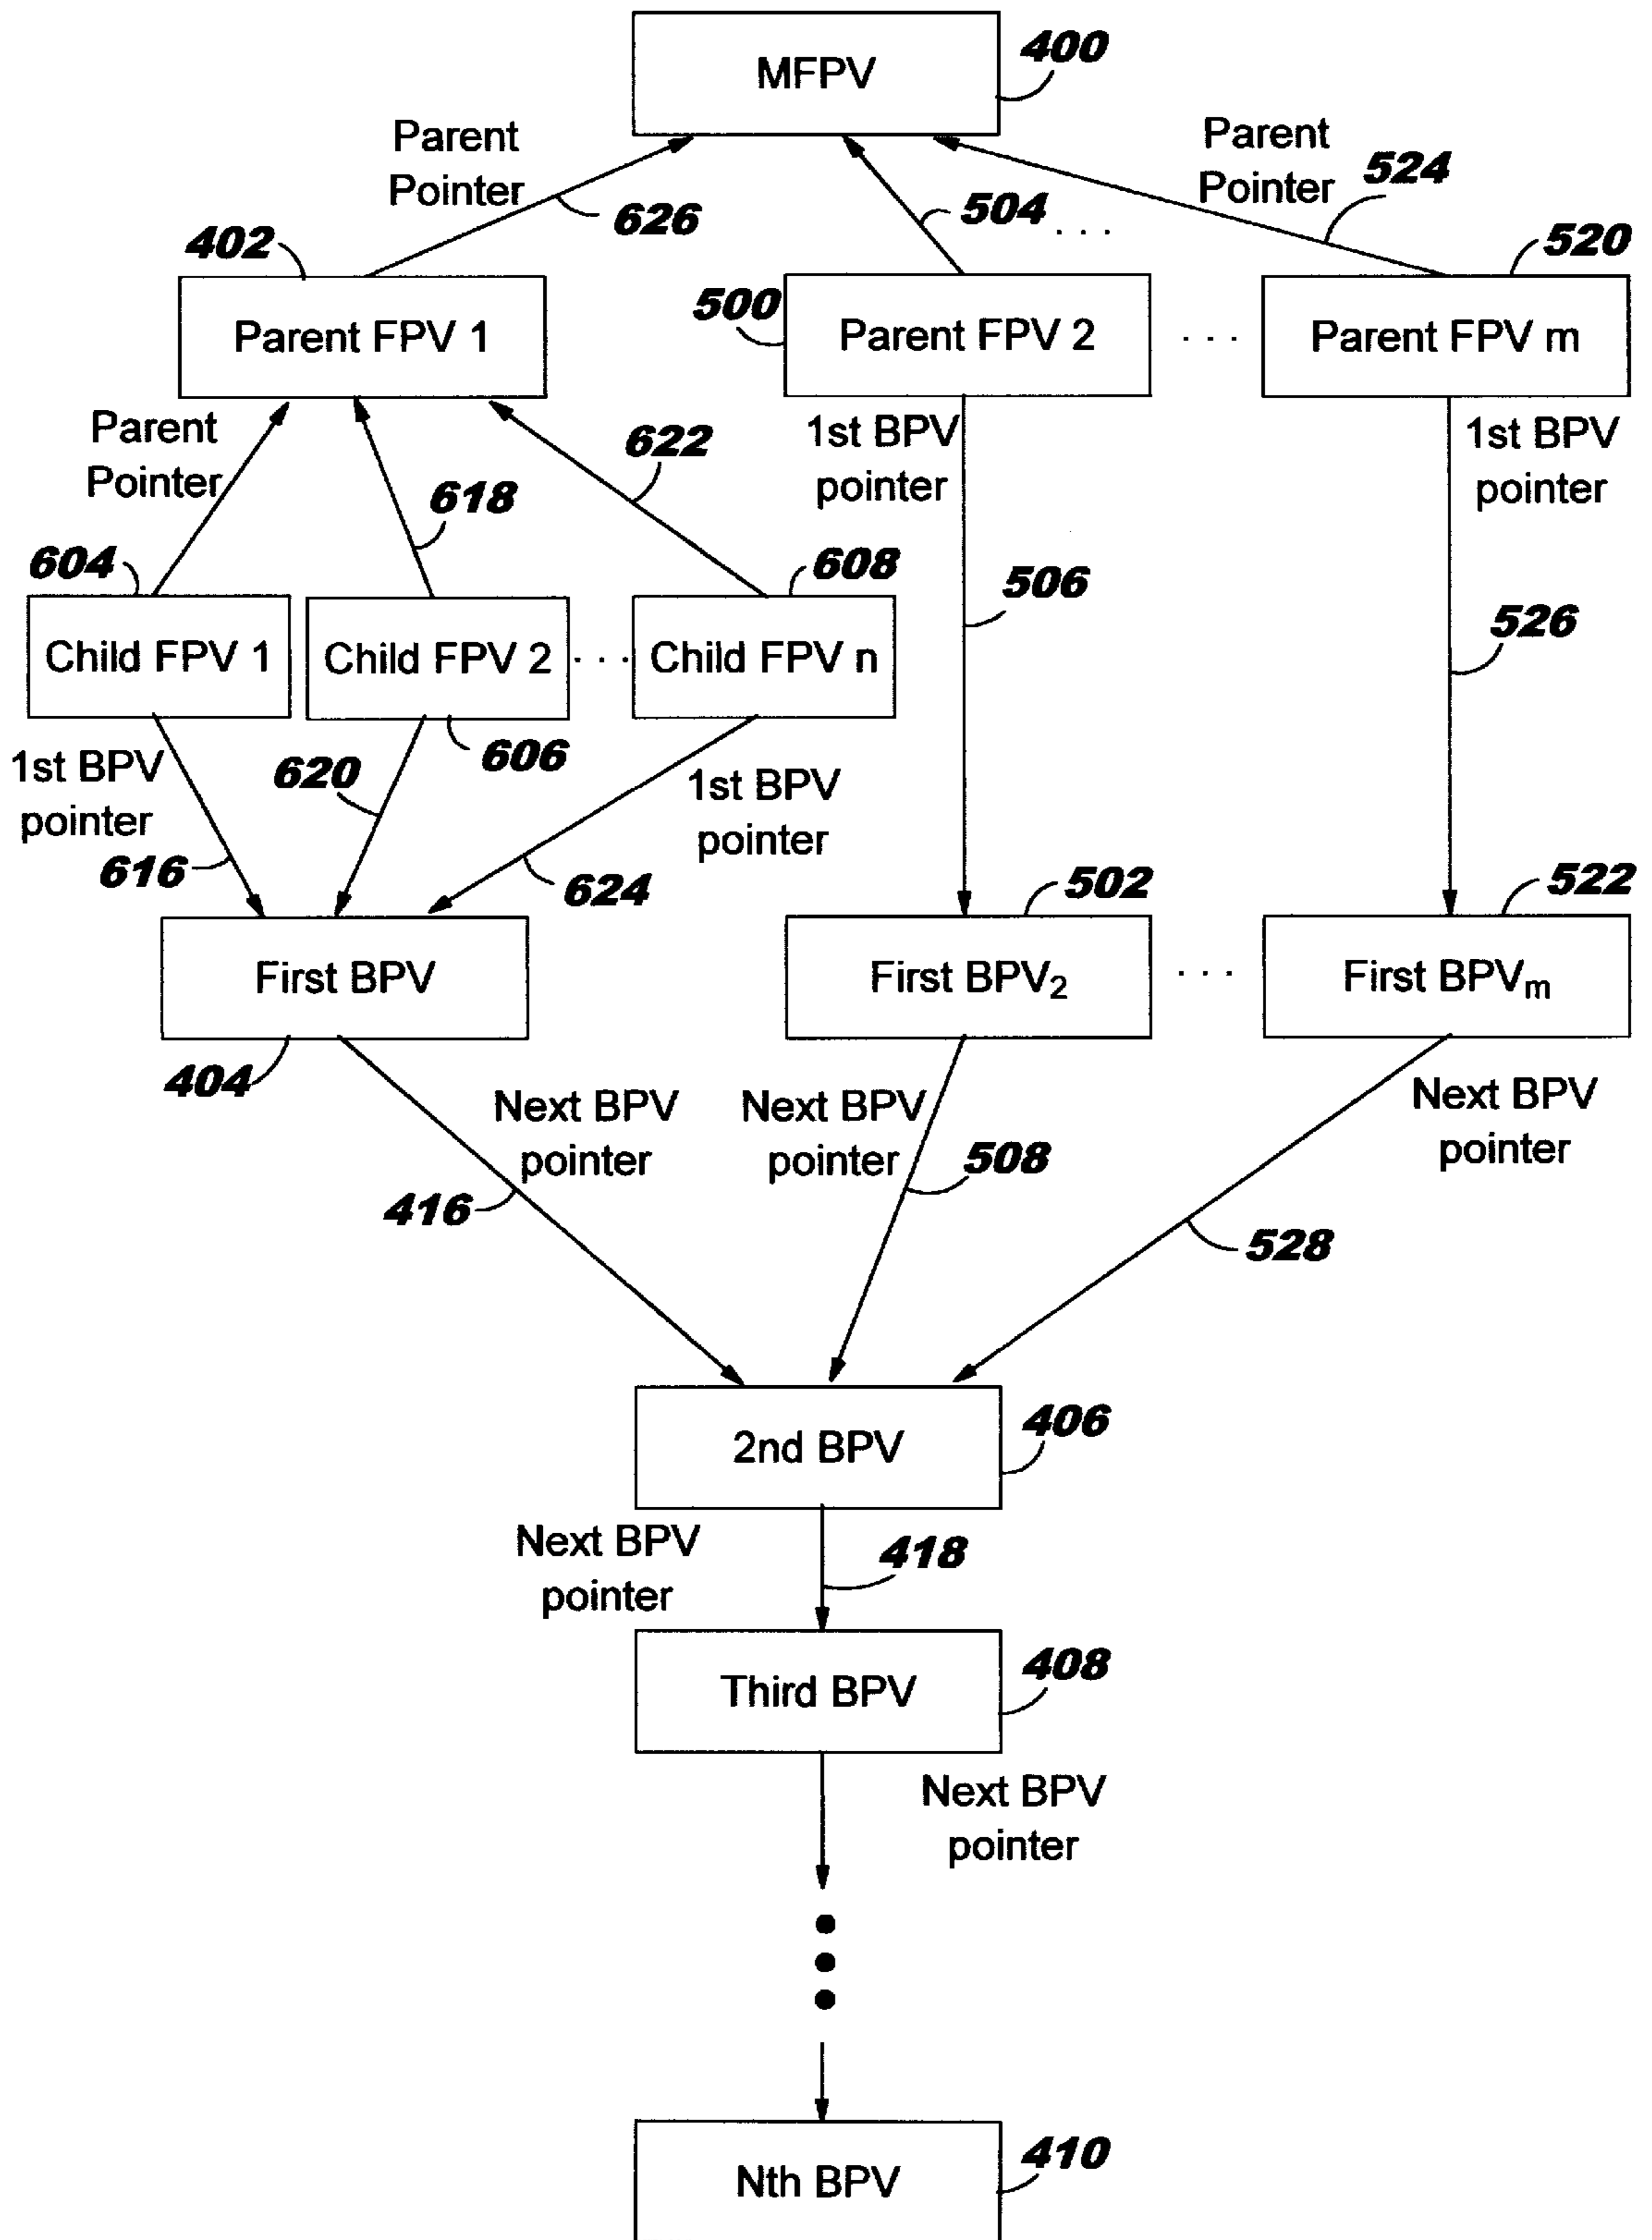 MFPV
400
Parent
Pointer
626
504
. . .
Parent
Pointer
524
402
Parent FPV 1
500
Parent FPV 2
. . .
520
Parent FPV m
Parent
Pointer
618
622
1st BPV
pointer
1st BPV
pointer
604
Child FPV 1
Child FPV 2
. . .
608
Child FPV n
506
526
1st BPV
pointer
616
620
606
1st BPV
pointer
624
502
522
First BPV
404
First BPV₂
. . .
First BPVₘ
Next BPV
pointer
416
Next BPV
pointer
508
Next BPV
pointer
528
2nd BPV
406
Next BPV
pointer
418
Third BPV
408
Next BPV
pointer
Nth BPV
410